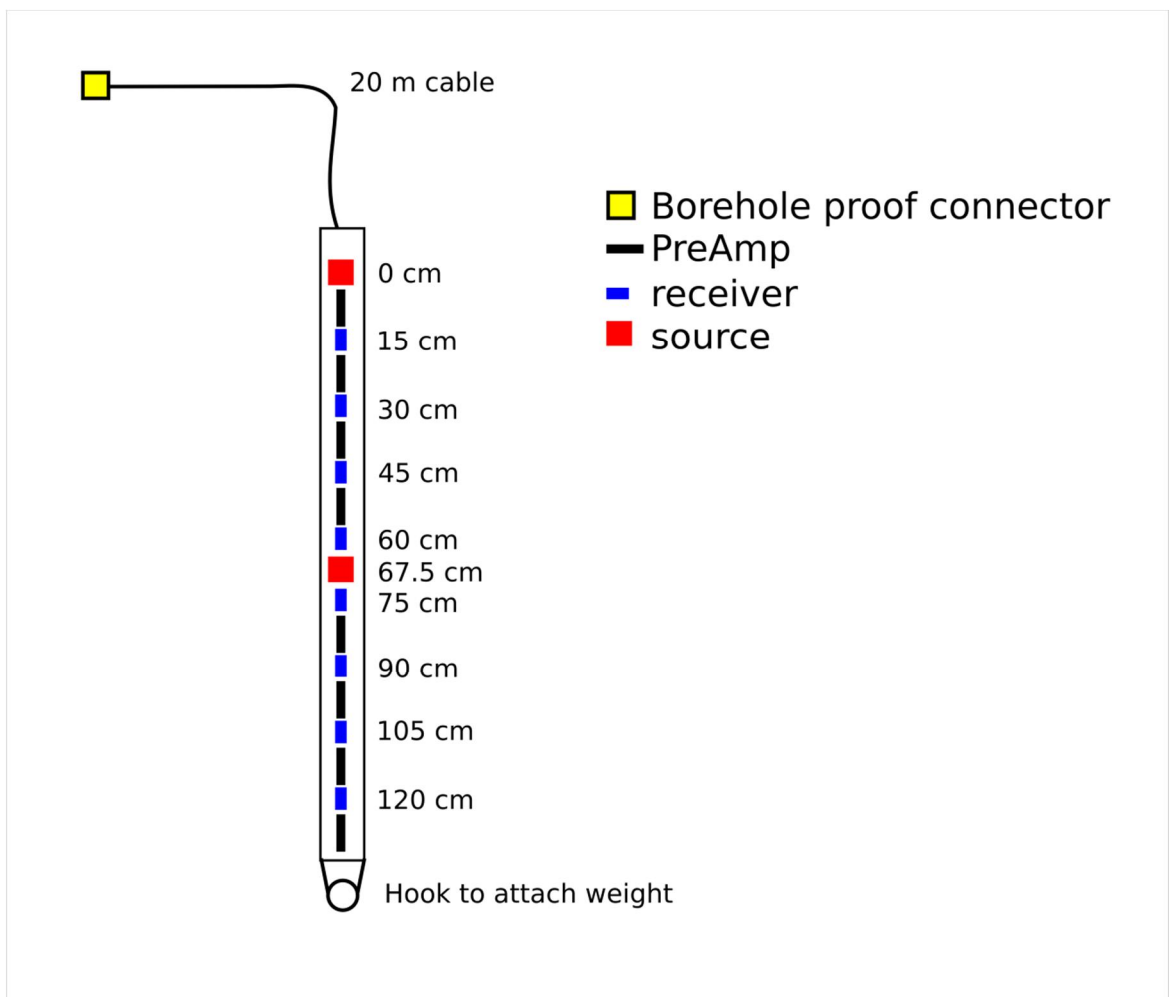 20 m cable
Borehole proof connector
PreAmp
receiver
source
0 cm
15 cm
30 cm
45 cm
60 cm
67.5 cm
75 cm
90 cm
105 cm
120 cm
Hook to attach weight